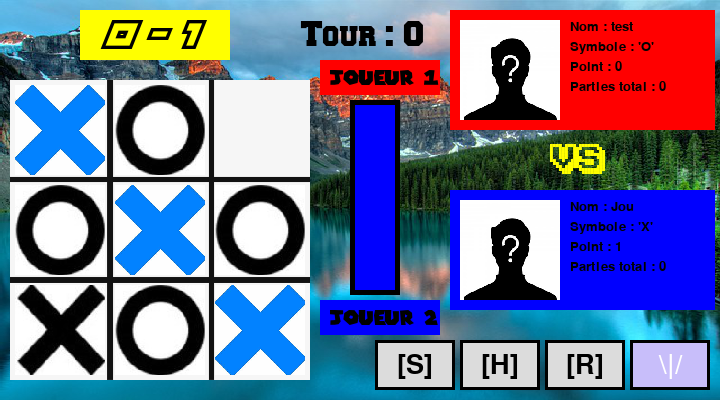 0 - 1
Tour : 0
JOUEUR 1
Nom : test
Symbole : 'O'
Point : 0
Parties total : 0
VS
Nom : Jou
Symbole : 'X'
Point : 1
Parties total : 0
JOUEUR 2
X O
O X O
X O X
[S] [H] [R] \|/